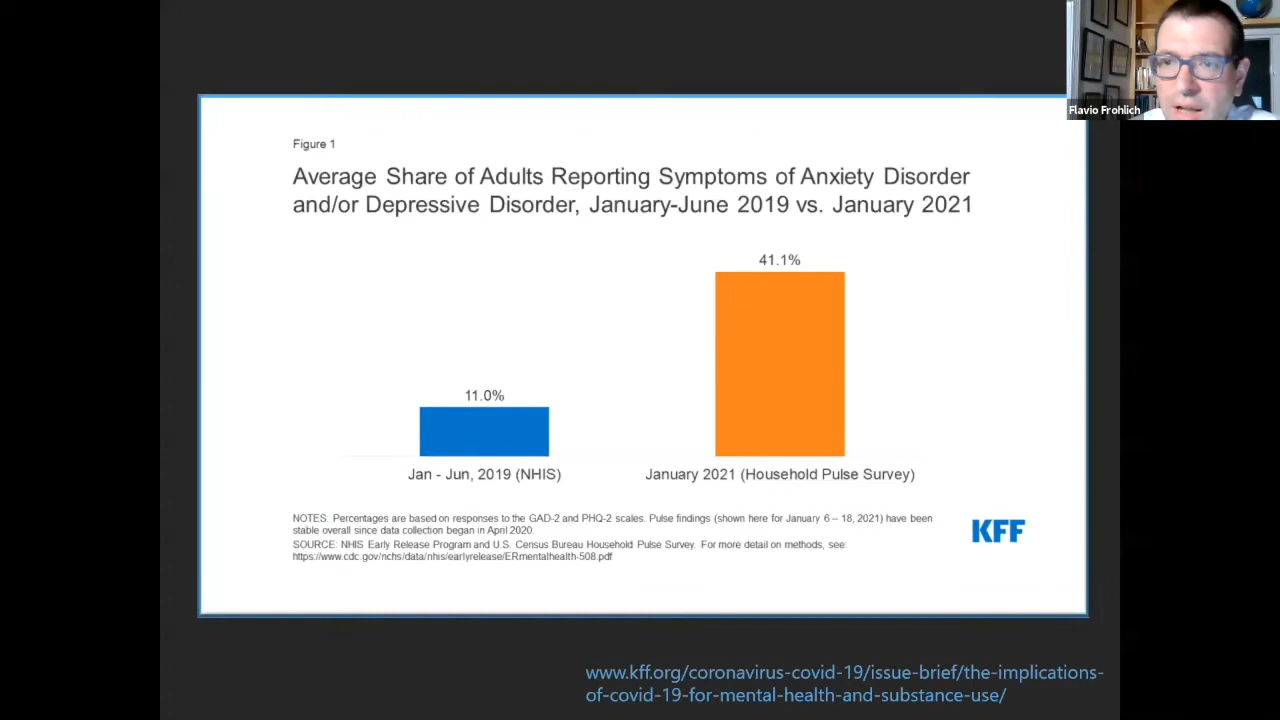 Flavio Frohlich
Figure 1
Average Share of Adults Reporting Symptoms of Anxiety Disorder
and/or Depressive Disorder, January-June 2019 vs. January 2021
41.1%
11.0%
Jan - Jun, 2019 (NHIS)
January 2021 (Household Pulse Survey)
NOTES: Percentages are based on responses to the GAD-2 and PHQ-2 scales. Pulse findings (shown here for January 6 – 18, 2021) have been
stable overall since data collection began in April 2020.
SOURCE: NHIS Early Release Program and U.S. Census Bureau Household Pulse Survey. For more detail on methods, see:
https://www.cdc.gov/nchs/data/nhis/earlyrelease/ERmentalhealth-508.pdf
KFF
www.kff.org/coronavirus-covid-19/issue-brief/the-implications-
of-covid-19-for-mental-health-and-substance-use/